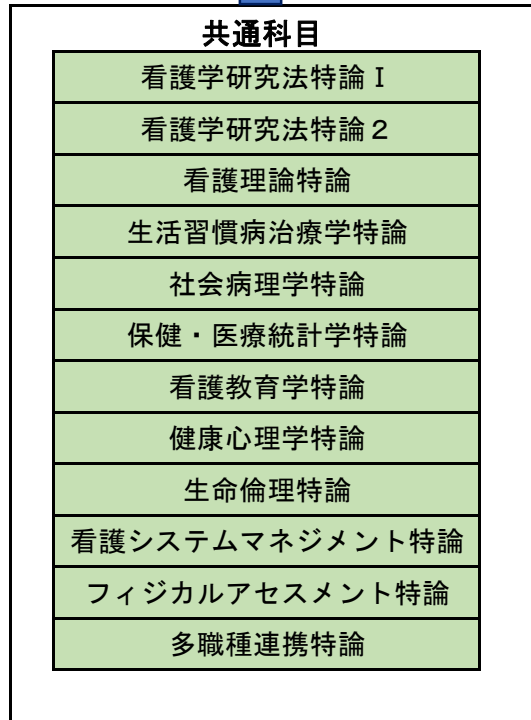 共通科目
看護学研究法特論Ⅰ
看護学研究法特論２
看護理論特論
生活習慣病治療学特論
社会病理学特論
保健・医療統計学特論
看護教育学特論
健康心理学特論
生命倫理特論
看護システムマネジメント特論
フィジカルアセスメント特論
多職種連携特論